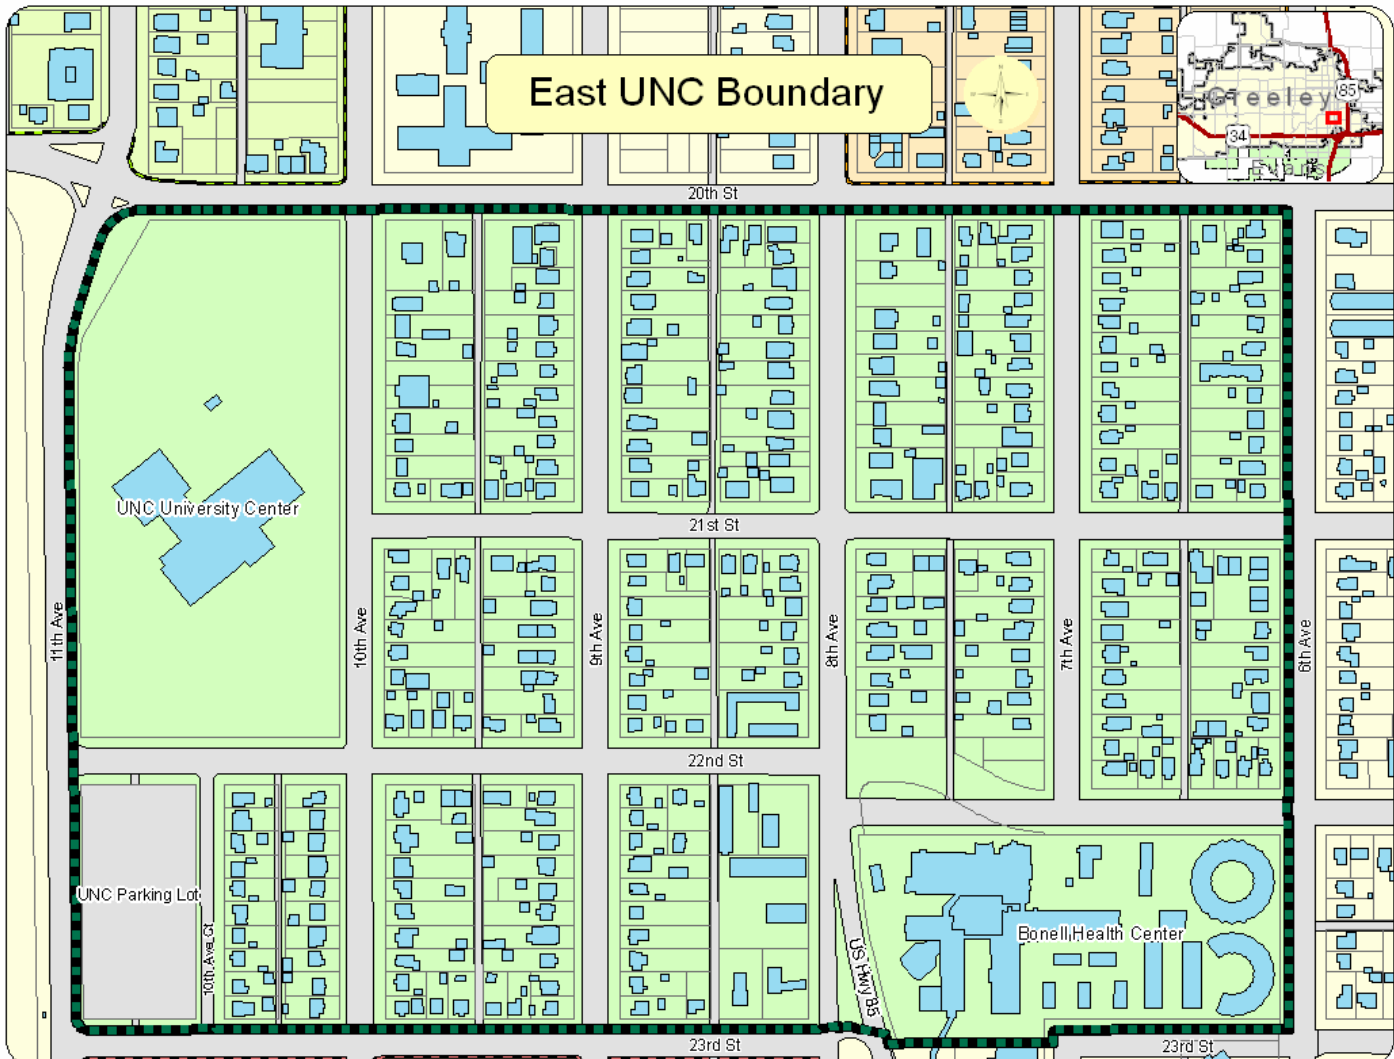 East UNC Boundary
Greeley
85
34
Evans
20th St
UNC University Center
21st St
11th Ave
10th Ave
9th Ave
8th Ave
7th Ave
6th Ave
22nd St
UNC Parking Lot
10th Ave Ct
US Hwy 85
Bonell Health Center
23rd St
23rd St